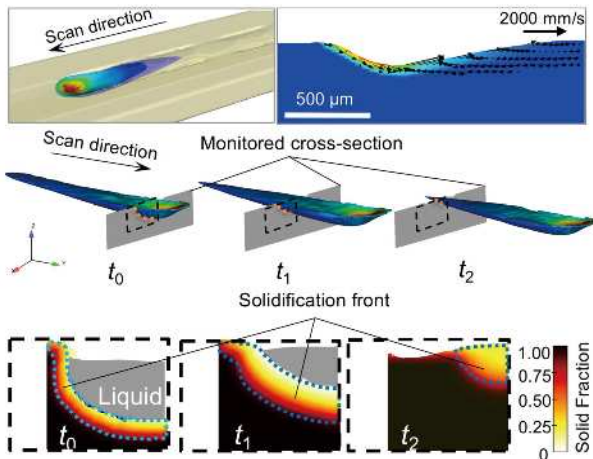 Scan direction
2000 mm/s
500 µm
Scan direction
Monitored cross-section
z
x
y
t0
t1
t2
Solidification front
Liquid
t0
t1
t2
1.00
0.75
0.50
0.25
0
Solid Fraction